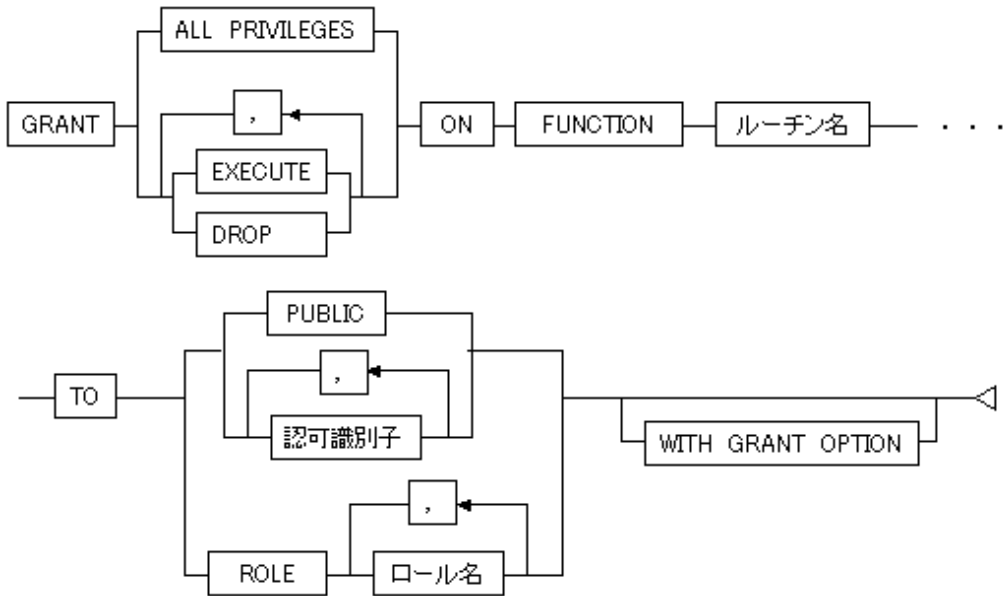 ALL PRIVILEGES
,
GRANT ON FUNCTION ルーチン名 ・・・
EXECUTE
DROP
PUBLIC
,
TO
認可識別子
WITH GRANT OPTION
,
ROLE ロール名